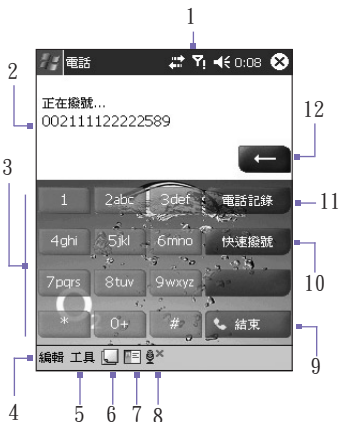 1
電話 0:08
2
正在撥號...
002111122222589
12
3
1 2abc 3def 電話記錄
11
4ghi 5jkl 6mno 快速撥號
10
7pqrs 8tuv 9wxyz
* 0+ # 結束
9
編輯 工具
4 5 6 7 8